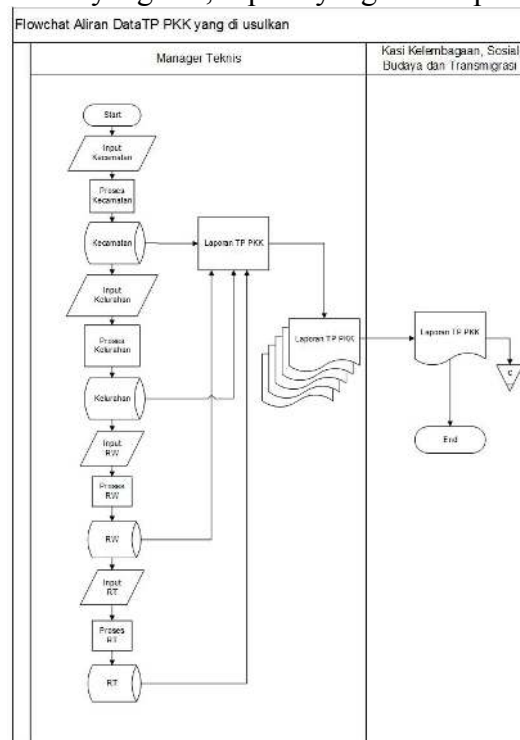 Flowchat Aliran DataTP PKK yang di usulkan
Manager Teknis
Kasi Kelembagaan, Sosial
Budaya dan Transmigrasi
Start
Input
Kecamatan
Proses
Kecamatan
Kecamatan
Laporan TP PKK
Input
Kelurahan
Proses
Kelurahan
Kelurahan
Laporan TP PKK
Laporan TP PKK
C
End
Input
RW
Proses
RW
RW
Input
RT
Proses
RT
RT